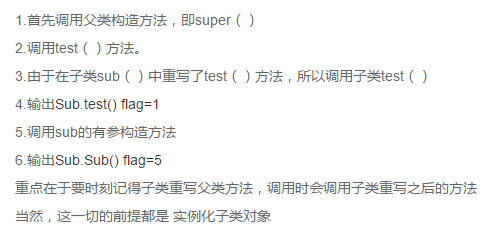 1.首先调用父类构造方法，即super（）
2.调用test（）方法。
3.由于在子类sub（）中重写了test（）方法，所以调用子类test（）
4.输出Sub.test() flag=1
5.调用sub的有参构造方法
6.输出Sub.Sub() flag=5
重点在于要时刻记得子类重写父类方法，调用时会调用子类重写之后的方法
当然，这一切的前提都是 实例化子类对象